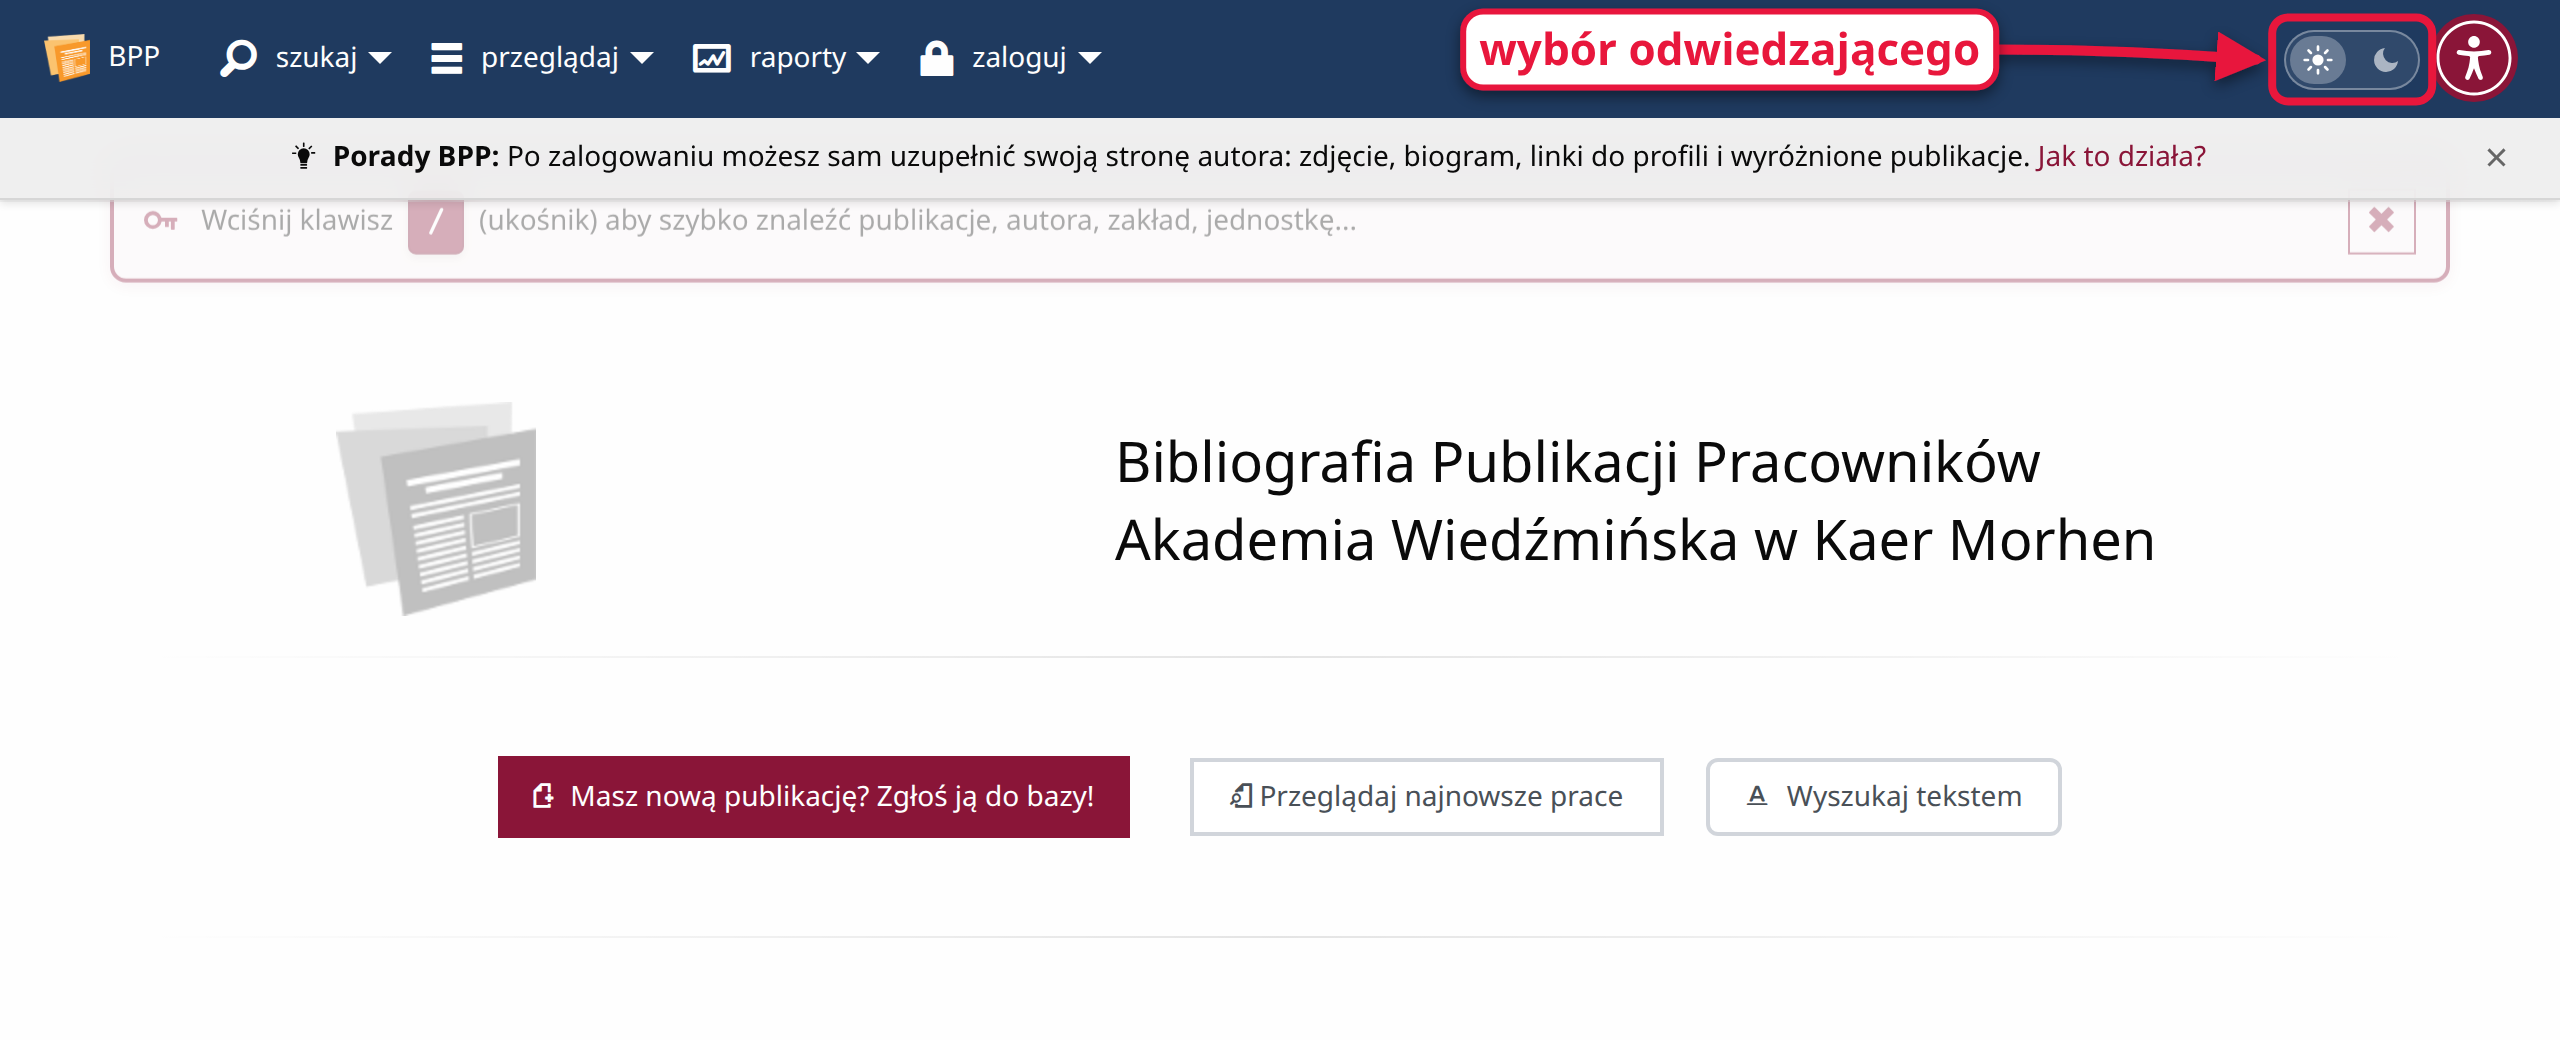 BPP szukaj przeglądaj raporty zaloguj wybór odwiedzającego
Porady BPP: Po zalogowaniu możesz sam uzupełnić swoją stronę autora: zdjęcie, biogram, linki do profili i wyróżnione publikacje. Jak to działa? ×
Wciśnij klawisz / (ukośnik) aby szybko znaleźć publikacje, autora, zakład, jednostkę...
Bibliografia Publikacji Pracowników
Akademia Wiedźmińska w Kaer Morhen
Masz nową publikację? Zgłoś ją do bazy! Przeglądaj najnowsze prace Wyszukaj tekstem